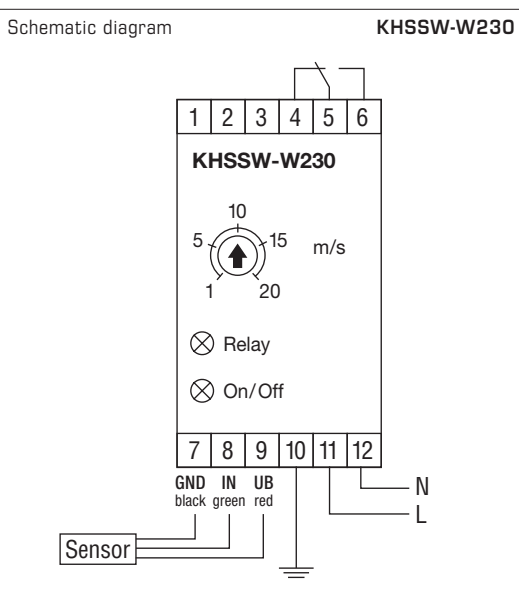 Schematic diagram KHSSW-W230
1 2 3 4 5 6
KHSSW-W230
10
5 15 m/s
1 20
Relay
On/Off
7 8 9 10 11 12
GND IN UB N
black green red
L
Sensor